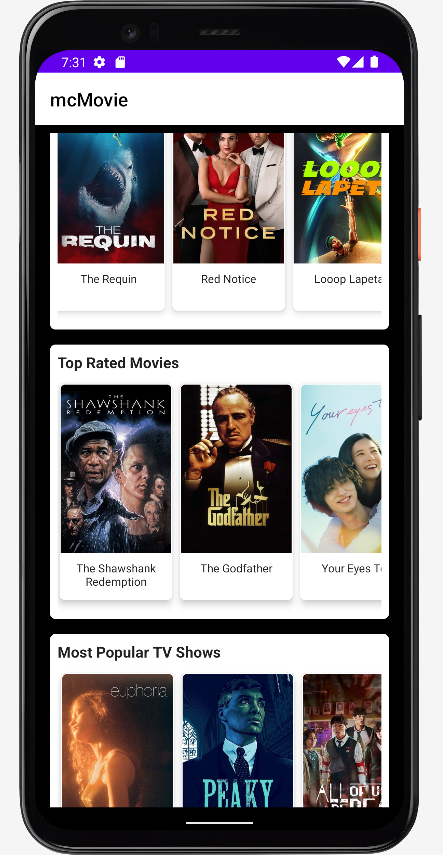 7:31
mcMovie
THE
REQUIN
RED
NOTICE
LOOOP
LAPET
The Requin
Red Notice
Looop Lapeta
Top Rated Movies
THE
SHAWSHANK
REDEMPTION
The
Godfather
Your eyes
The Shawshank
Redemption
The Godfather
Your Eyes T
Most Popular TV Shows
euphoria
PEAKY
ALL OF U